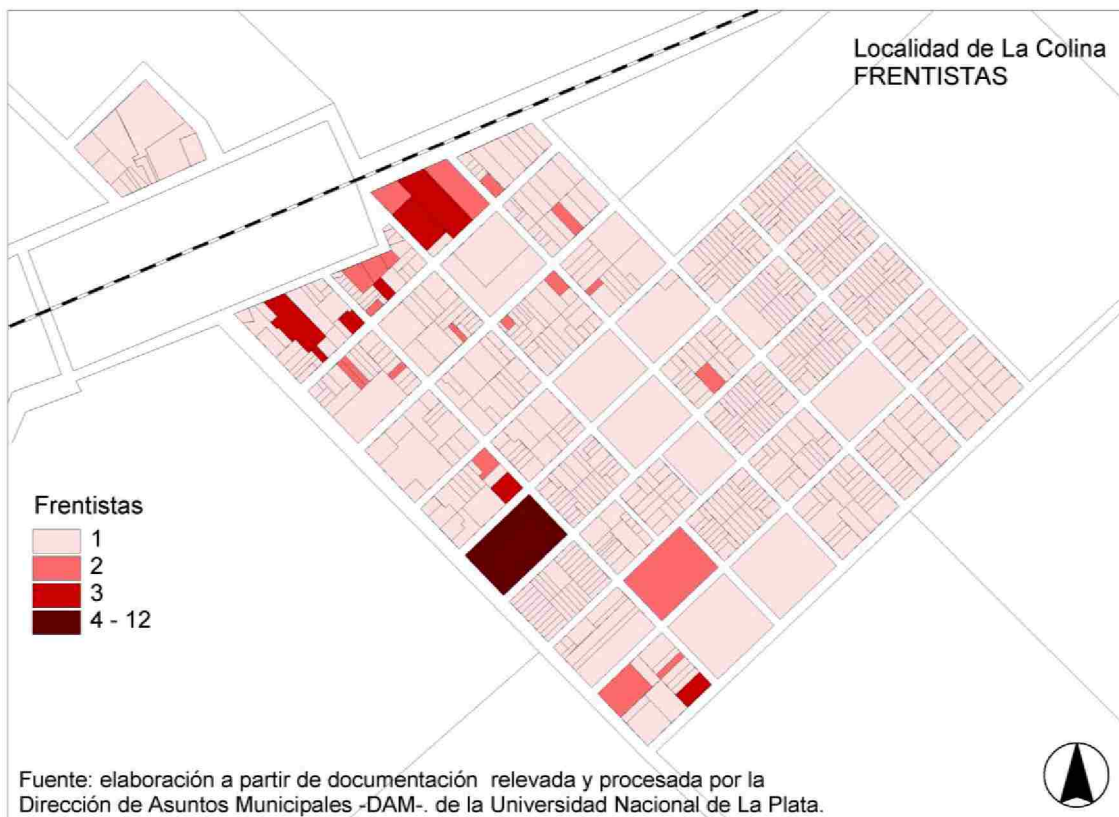 Localidad de La Colina
FRENTISTAS
Frentistas
1
2
3
4 - 12
Fuente: elaboración a partir de documentación relevada y procesada por la
Dirección de Asuntos Municipales -DAM-. de la Universidad Nacional de La Plata.